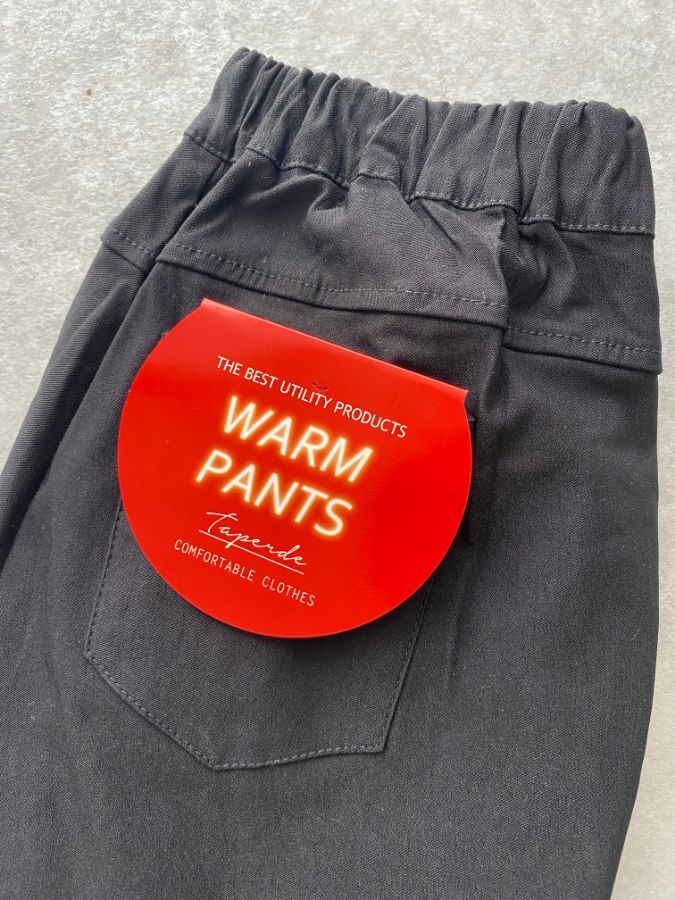 THE BEST UTILITY PRODUCTS
WARM
PANTS
Taperde
COMFORTABLE CLOTHES